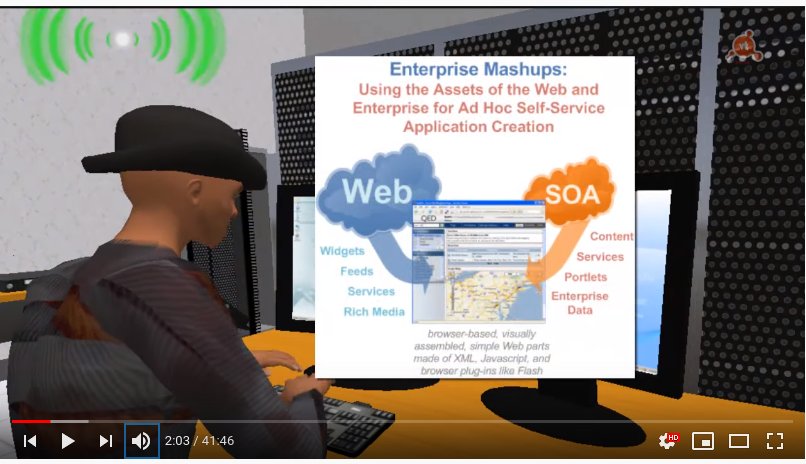 Enterprise Mashups:
Using the Assets of the Web and
Enterprise for Ad Hoc Self-Service
Application Creation
Web
SOA
QED
Widgets
Feeds
Services
Rich Media
Content
Services
Portlets
Enterprise
Data
browser-based, visually
assembled, simple Web parts
made of XML, Javascript, and
browser plug-ins like Flash
2:03 / 41:46
HD